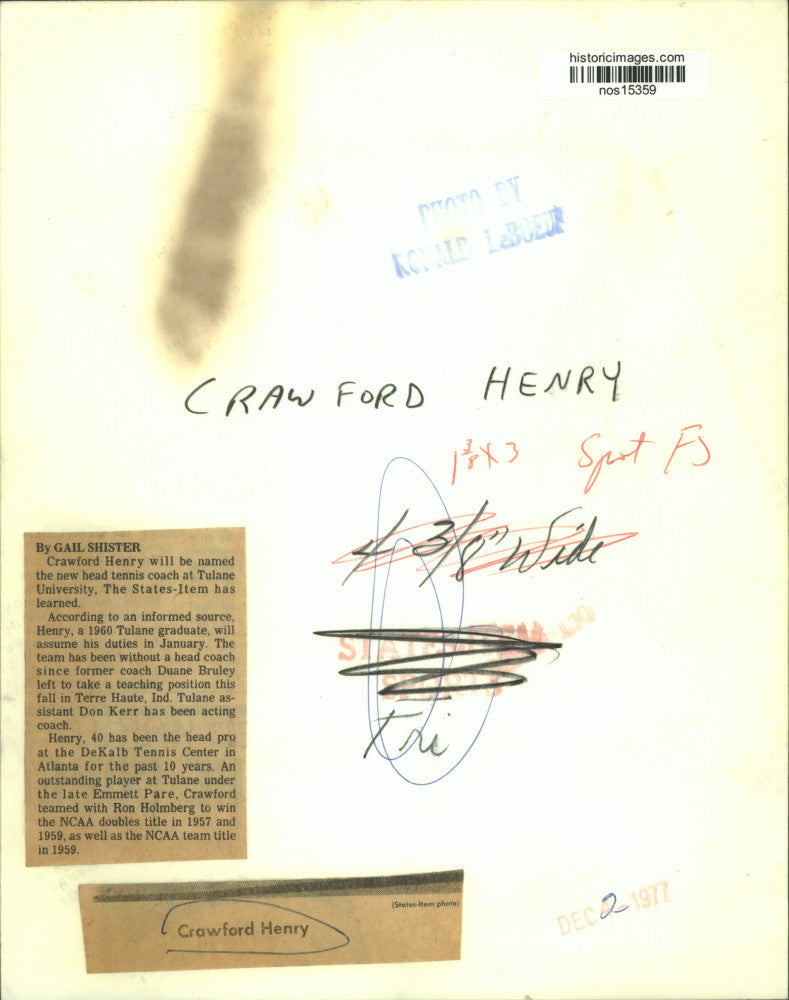 historicimages.com
nos15359
PHOTO BY
RONALD LeBOEUF
CRAWFORD HENRY
1 3/8 X 3 Spot FS
4 3/8" Wide
STATES-ITEM
SPORTS
Fri
By GAIL SHISTER
Crawford Henry will be named
the new head tennis coach at Tulane
University, The States-Item has
learned.
According to an informed source,
Henry, a 1960 Tulane graduate, will
assume his duties in January. The
team has been without a head coach
since former coach Duane Bruley
left to take a teaching position this
fall in Terre Haute, Ind. Tulane as-
sistant Don Kerr has been acting
coach.
Henry, 40 has been the head pro
at the DeKalb Tennis Center in
Atlanta for the past 10 years. An
outstanding player at Tulane under
the late Emmett Pare, Crawford
teamed with Ron Holmberg to win
the NCAA doubles title in 1957 and
1959, as well as the NCAA team title
in 1959.
(States-Item photo)
Crawford Henry
DEC 2 1977